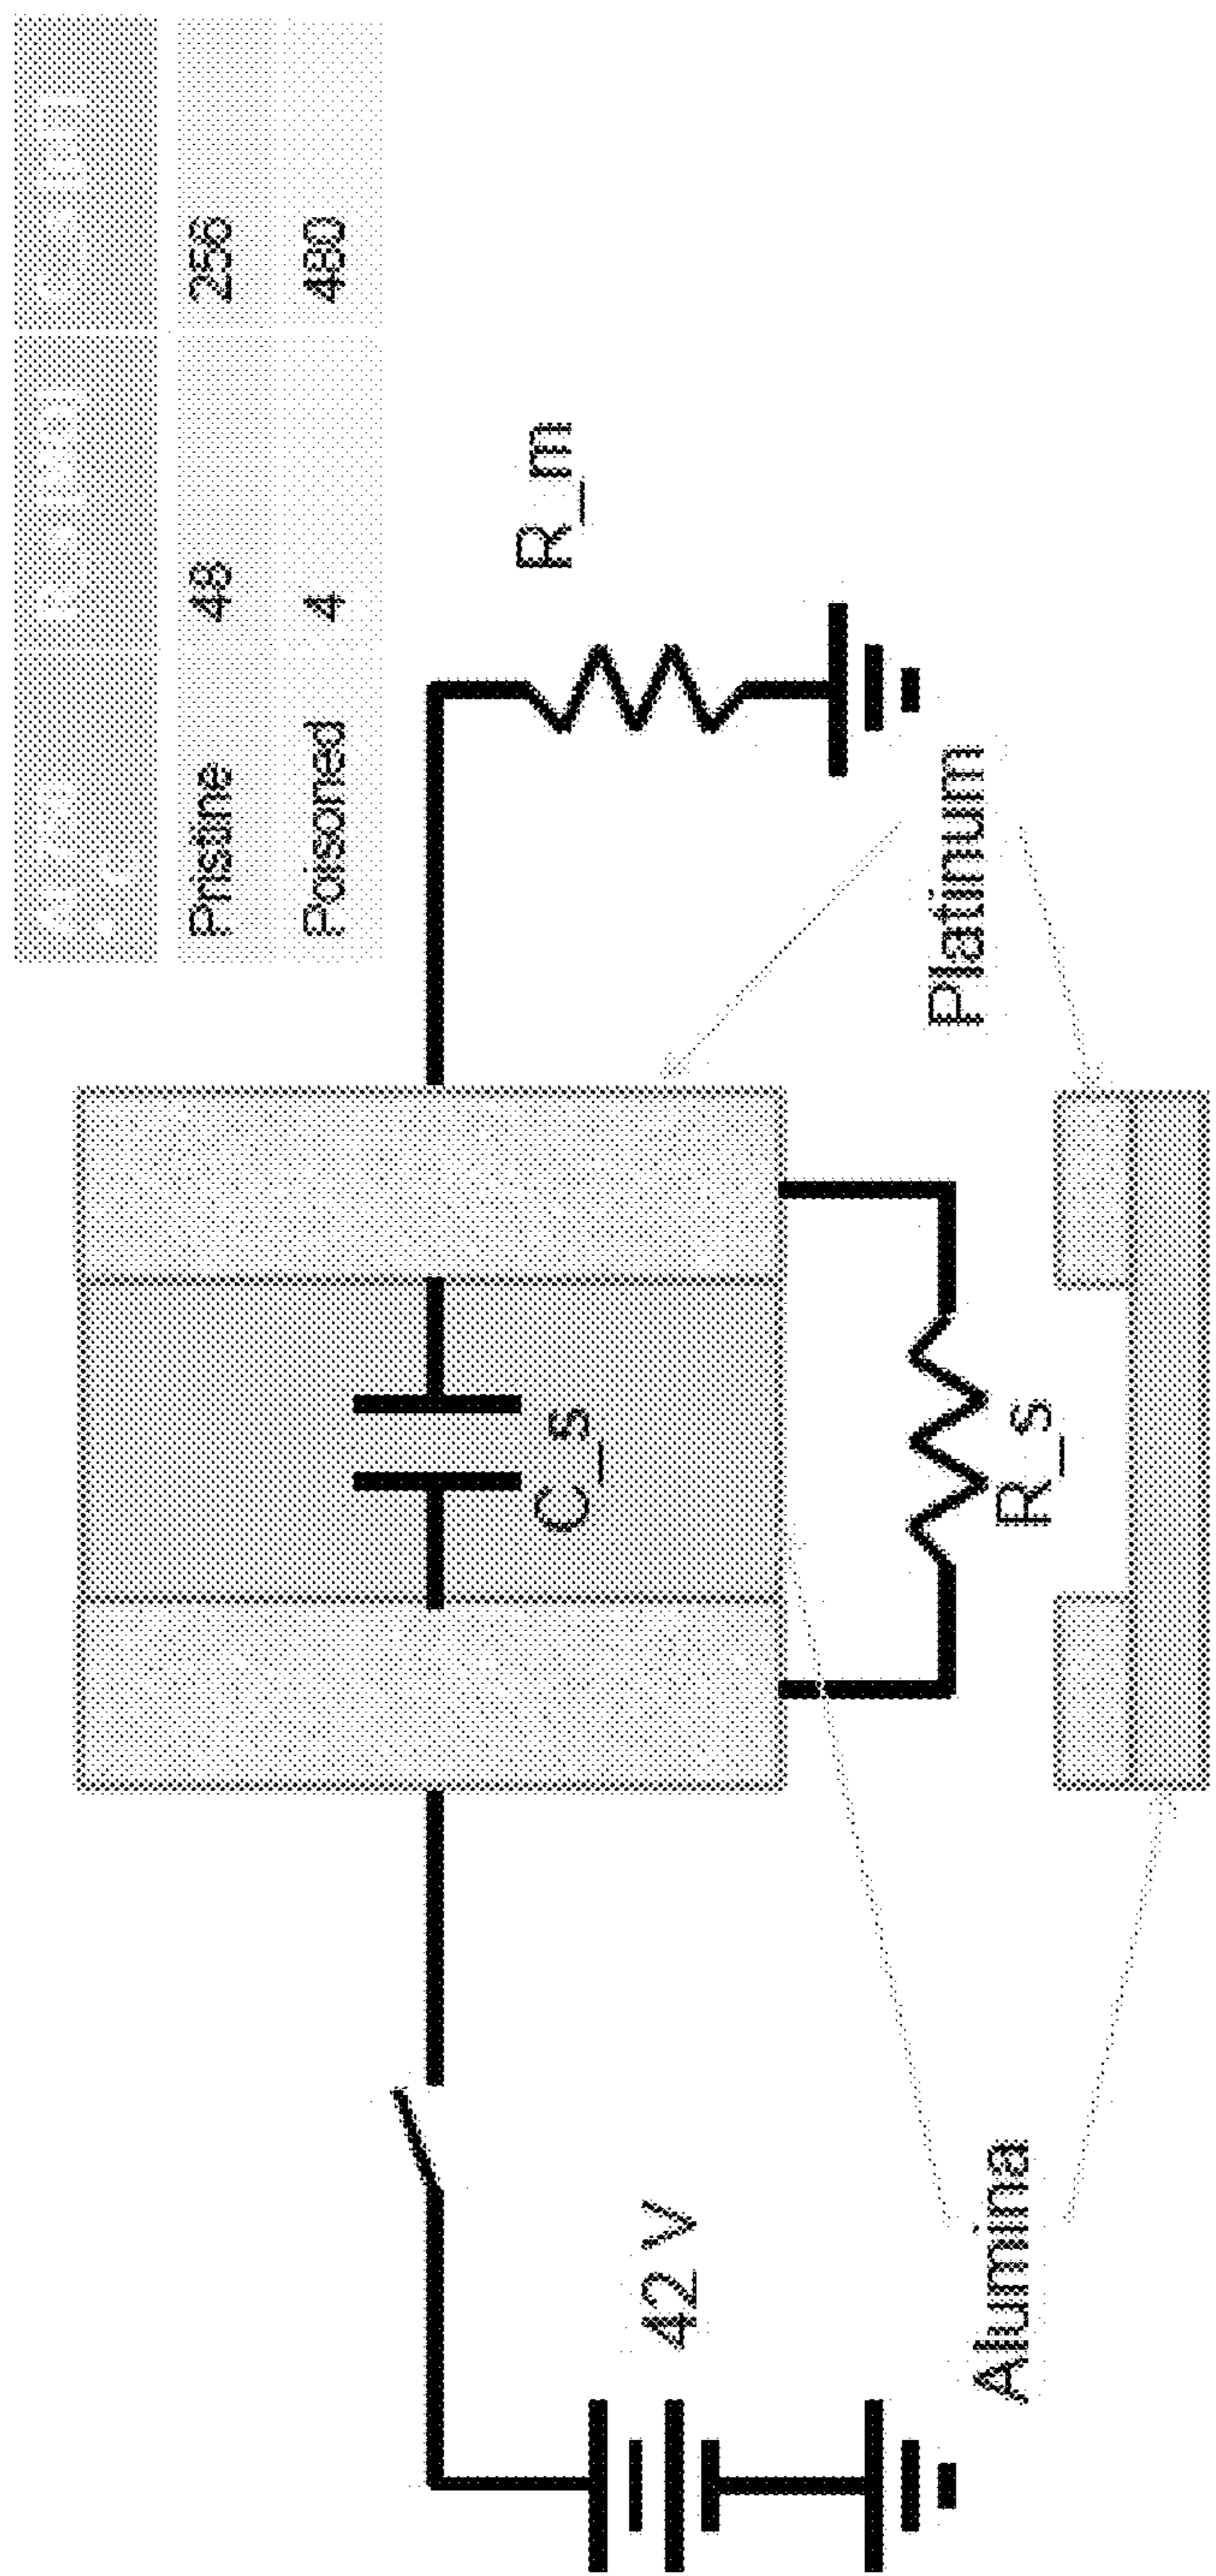 Pristine 48 256
Poisoned 4 480
R_m
C_s
R_s
42 V
Platinum
Alumina